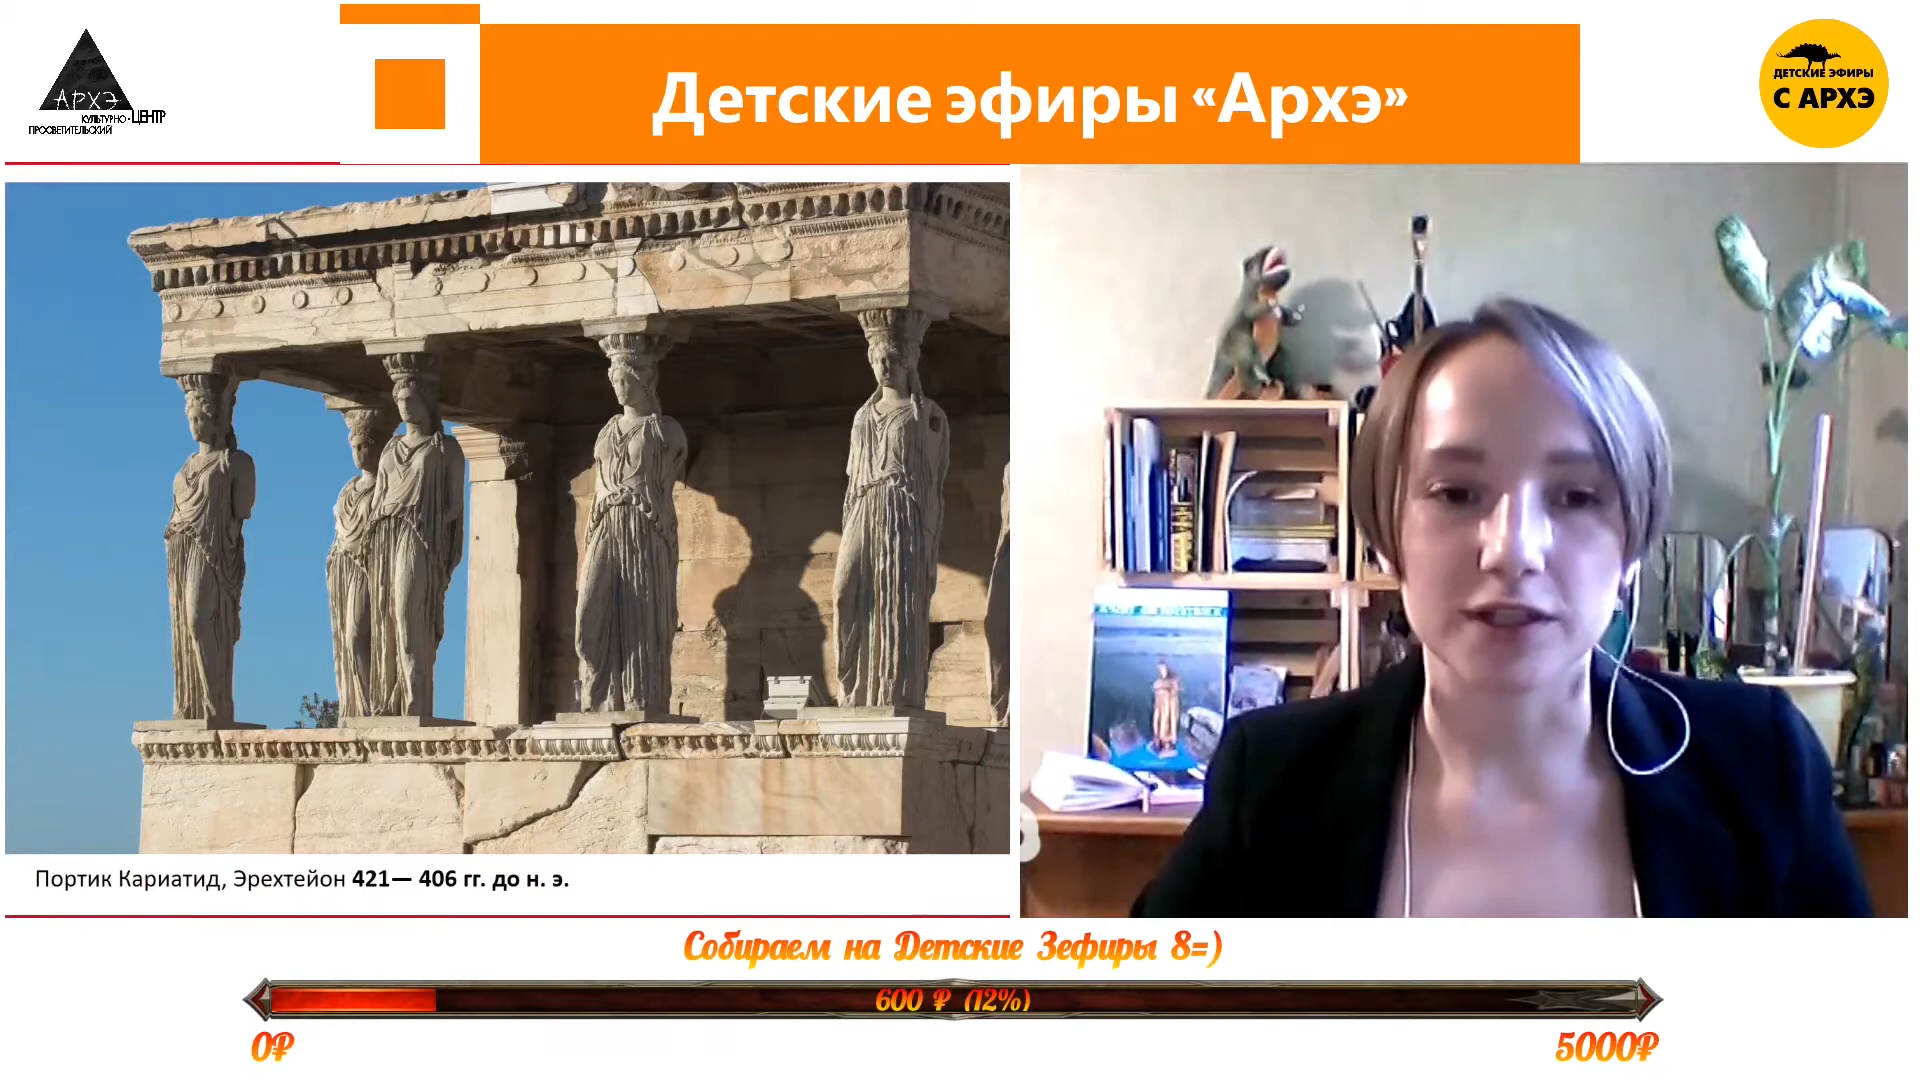 АРХЭ
КУЛЬТУРНО-ЦЕНТР
ПРОСВЕТИТЕЛЬСКИЙ
Детские эфиры «Архэ»
ДЕТСКИЕ ЭФИРЫ
С АРХЭ
Портик Кариатид, Эрехтейон 421— 406 гг. до н. э.
Собираем на Детские Зефиры 8=)
600 ₽ (12%)
0₽
5000₽